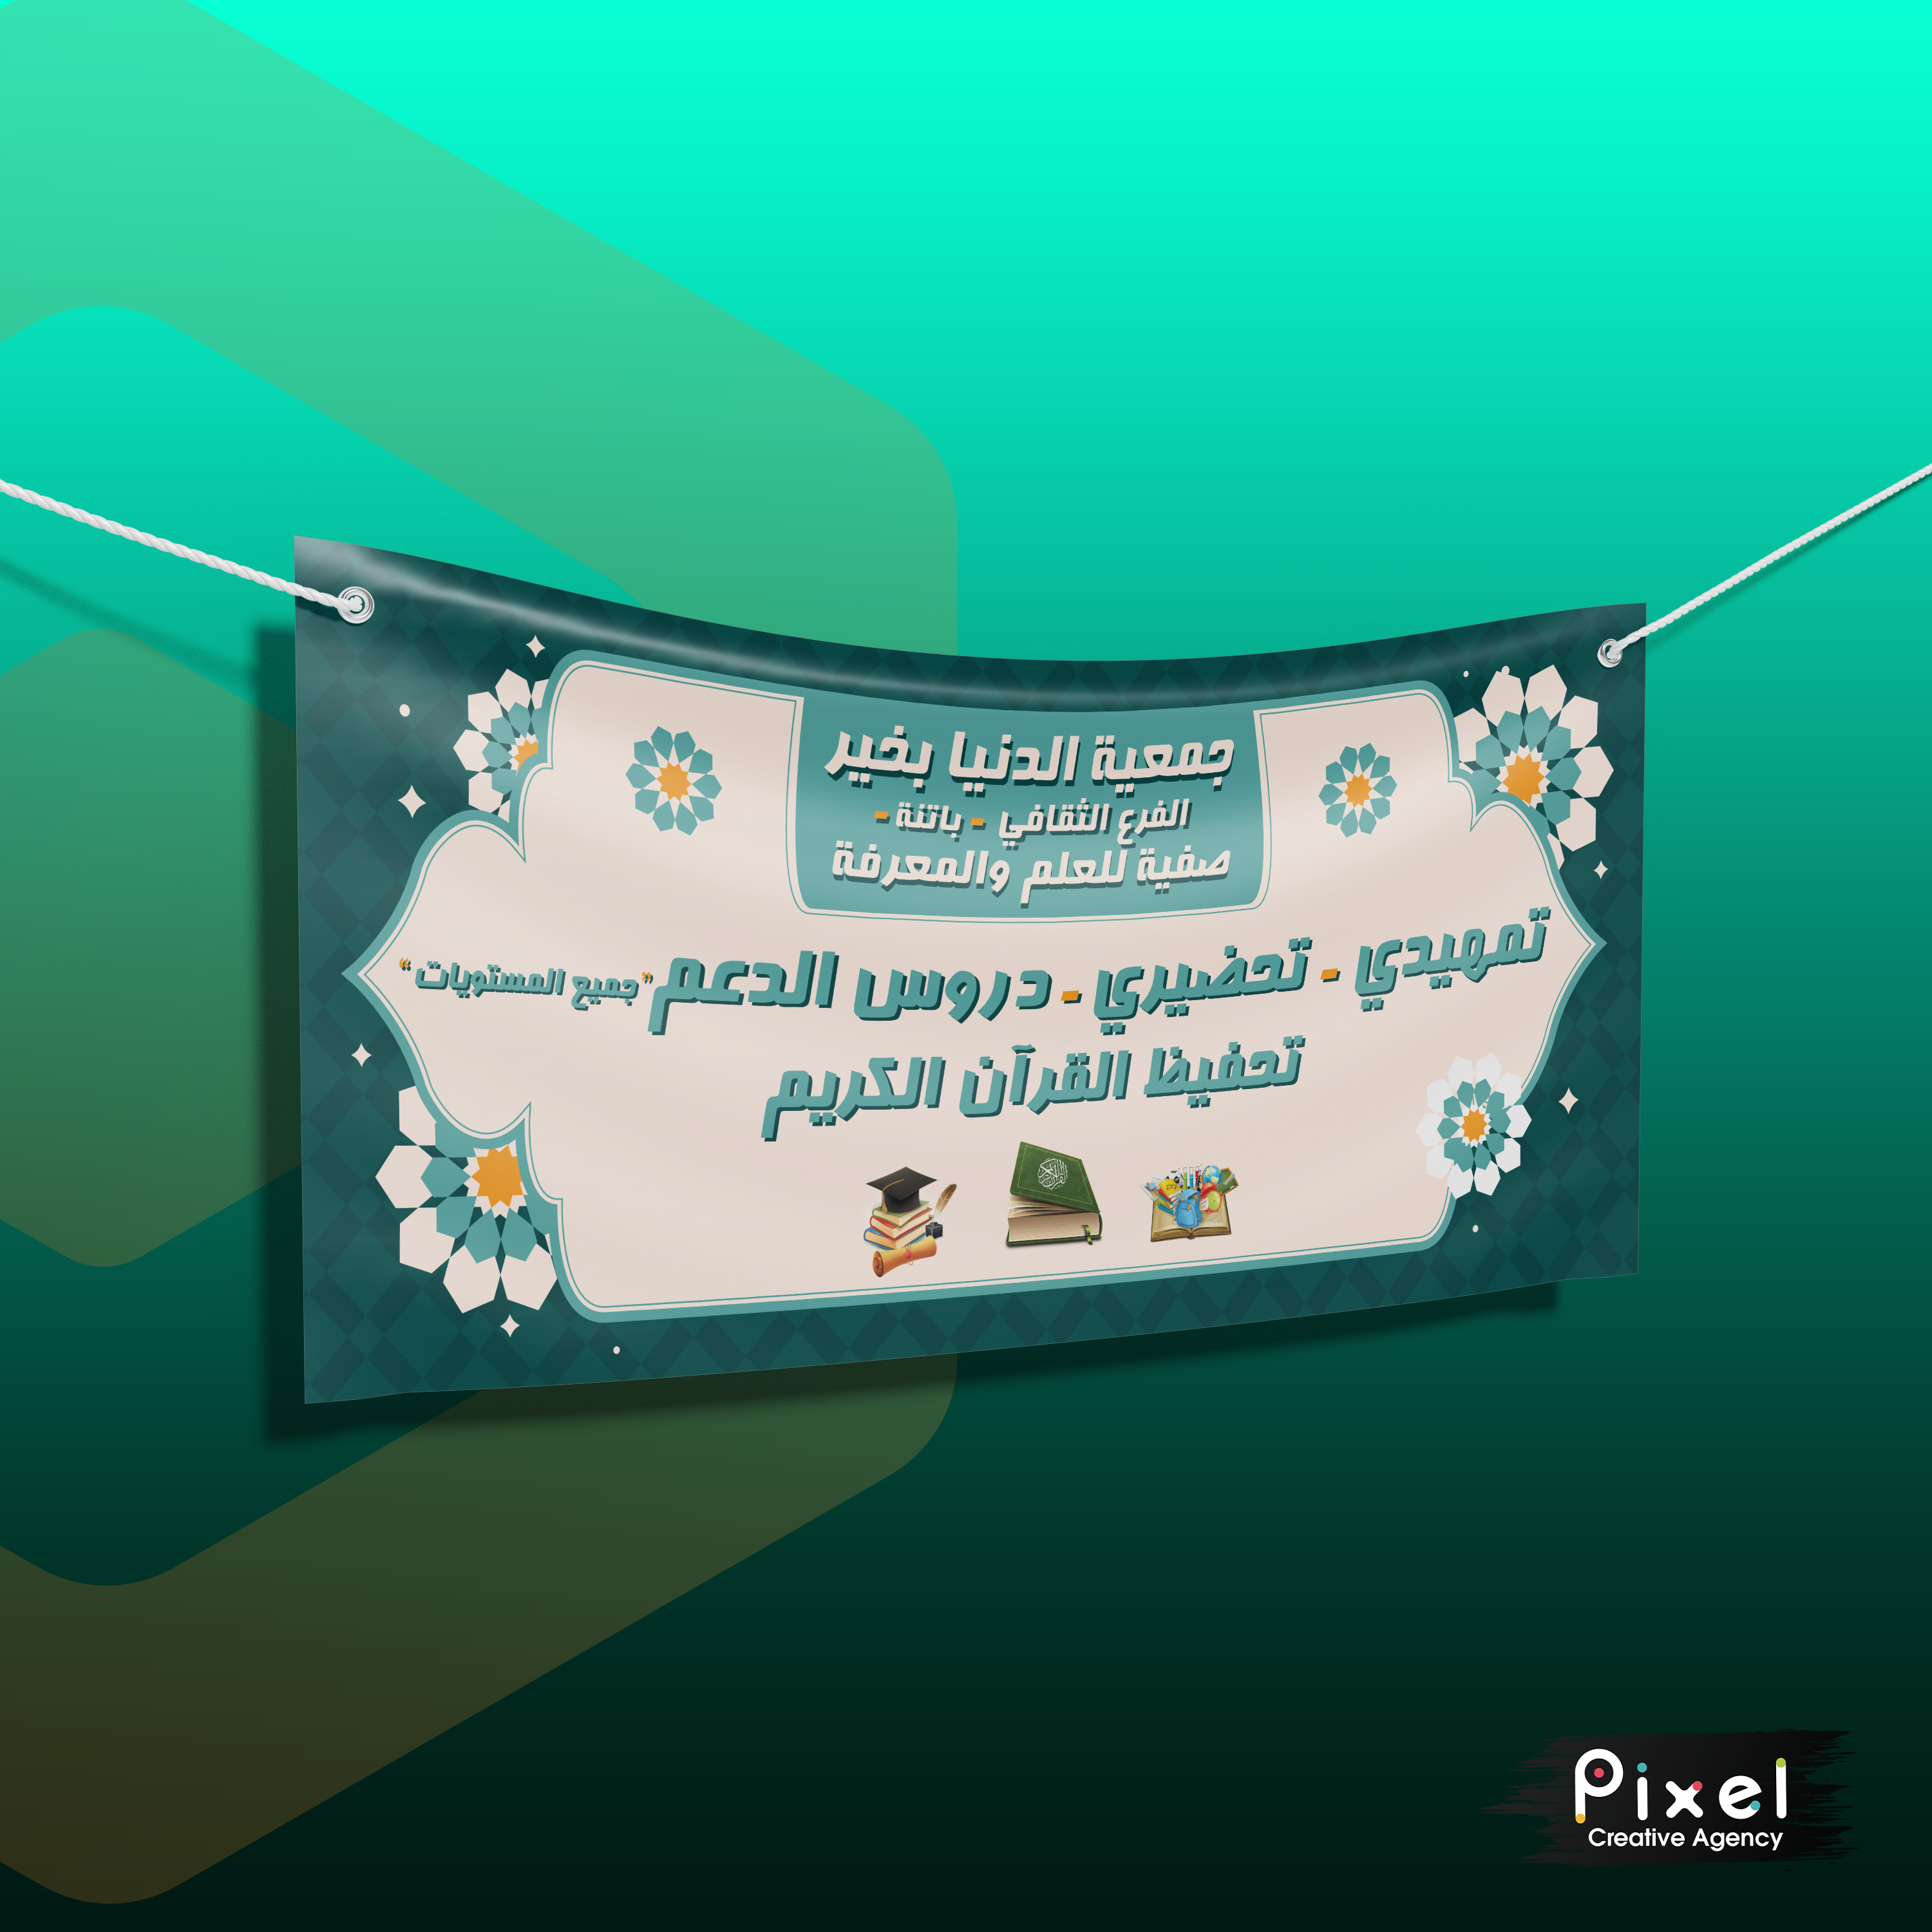 جمعية الدنيا بخير
الفرع الثقافي - باتنة -
صفية للعلم والمعرفة
تمهيدي - تحضيري - دروس الدعم "جميع المستويات"
تحفيظ القرآن الكريم
Pixel
Creative Agency